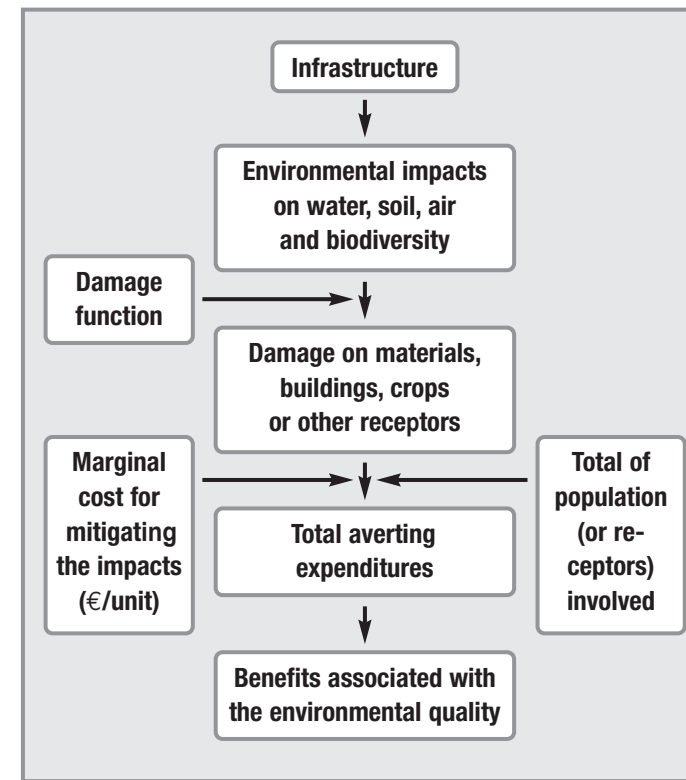 Infrastructure
Environmental impacts
on water, soil, air
and biodiversity
Damage
function
Damage on materials,
buildings, crops
or other receptors
Marginal
cost for
mitigating
the impacts
(€/unit)
Total of
population
(or re-
ceptors)
involved
Total averting
expenditures
Benefits associated with
the environmental quality